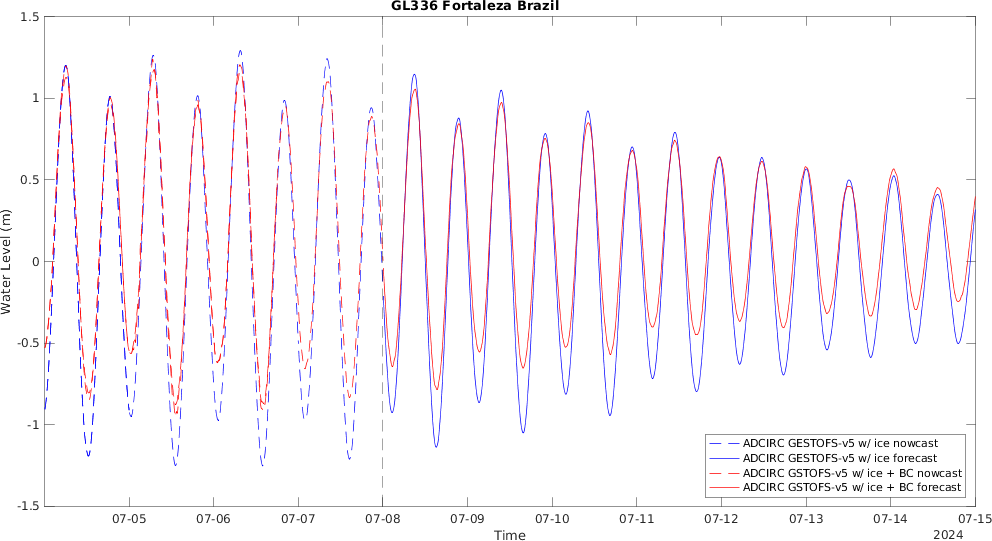 GL336 Fortaleza Brazil
1.5
1
0.5
0
-0.5
-1
-1.5
Water Level (m)
07-05 07-06 07-07 07-08 07-09 07-10 07-11 07-12 07-13 07-14 07-15
Time
2024
ADCIRC GESTOFS-v5 w/ ice nowcast
ADCIRC GESTOFS-v5 w/ ice forecast
ADCIRC GSTOFS-v5 w/ ice + BC nowcast
ADCIRC GSTOFS-v5 w/ ice + BC forecast